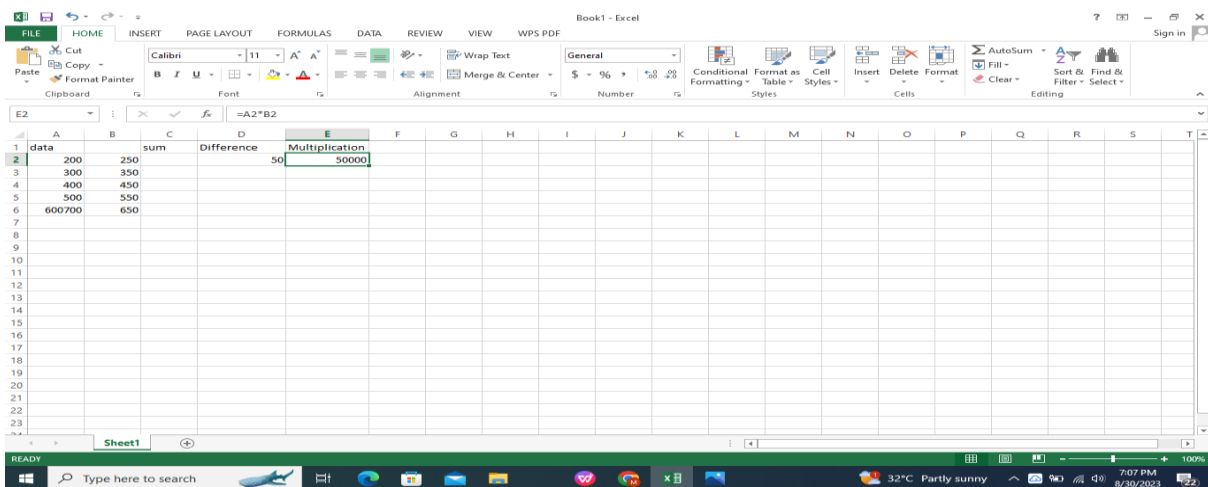 Book1 - Excel
FILE HOME INSERT PAGE LAYOUT FORMULAS DATA REVIEW VIEW WPS PDF Sign in
Cut
Copy
Format Painter
Paste
Calibri 11
B I U
Wrap Text
Merge & Center
General
$ % ,
Conditional Formatting
Format as Table
Cell Styles
Insert Delete Format
AutoSum
Fill
Clear
Sort & Filter
Find & Select
Clipboard Font Alignment Number Styles Cells Editing
E2 fx =A2*B2
A B C D E F G H I J K L M N O P Q R S T
1 data sum Difference Multiplication
2 200 250 50 50000
3 300 350
4 400 450
5 500 550
6 600700 650
7
8
9
10
11
12
13
14
15
16
17
18
19
20
21
22
23
Sheet1
READY 100%
Type here to search
32°C Partly sunny
7:07 PM
8/30/2023
22